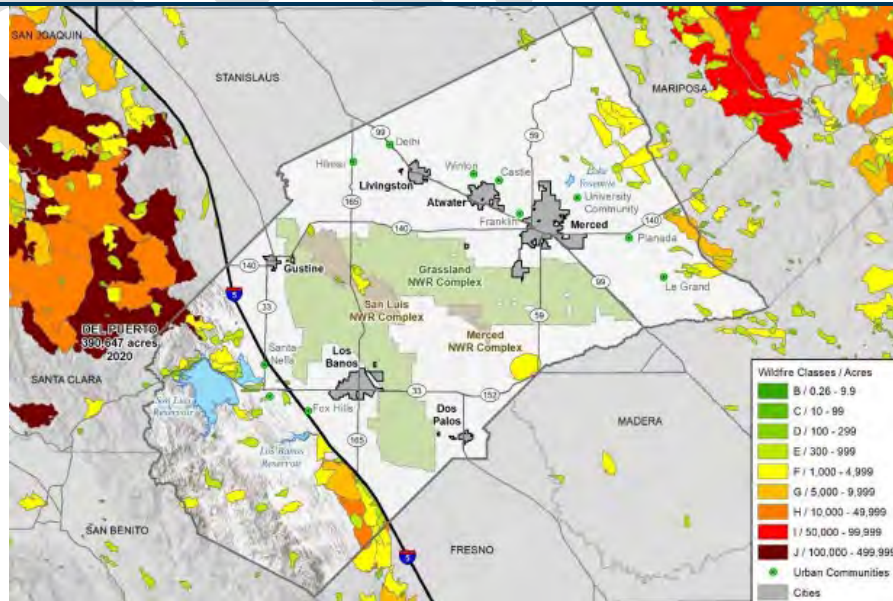 SAN JOAQUIN
STANISLAUS
MARIPOSA
99
Delhi
59
Hilmar
Winton
Castle
Lake
Yosemite
Livingston
University
Community
165
Atwater
Franklin
Merced
140
140
Planada
140
Gustine
Grassland
NWR Complex
99
Le Grand
5
33
San Luis
NWR Complex
59
DEL PUERTO
390,647 acres
2020
Merced
NWR Complex
Santa
Nella
Los
Banos
SANTA CLARA
San Luis
Reservoir
33
152
Fox Hills
Dos
Palos
MADERA
165
Los Banos
Reservoir
SAN BENITO
FRESNO
5
Wildfire Classes / Acres
B / 0.26 - 9.9
C / 10 - 99
D / 100 - 299
E / 300 - 999
F / 1,000 - 4,999
G / 5,000 - 9,999
H / 10,000 - 49,999
I / 50,000 - 99,999
J / 100,000 - 499,999
Urban Communities
Cities